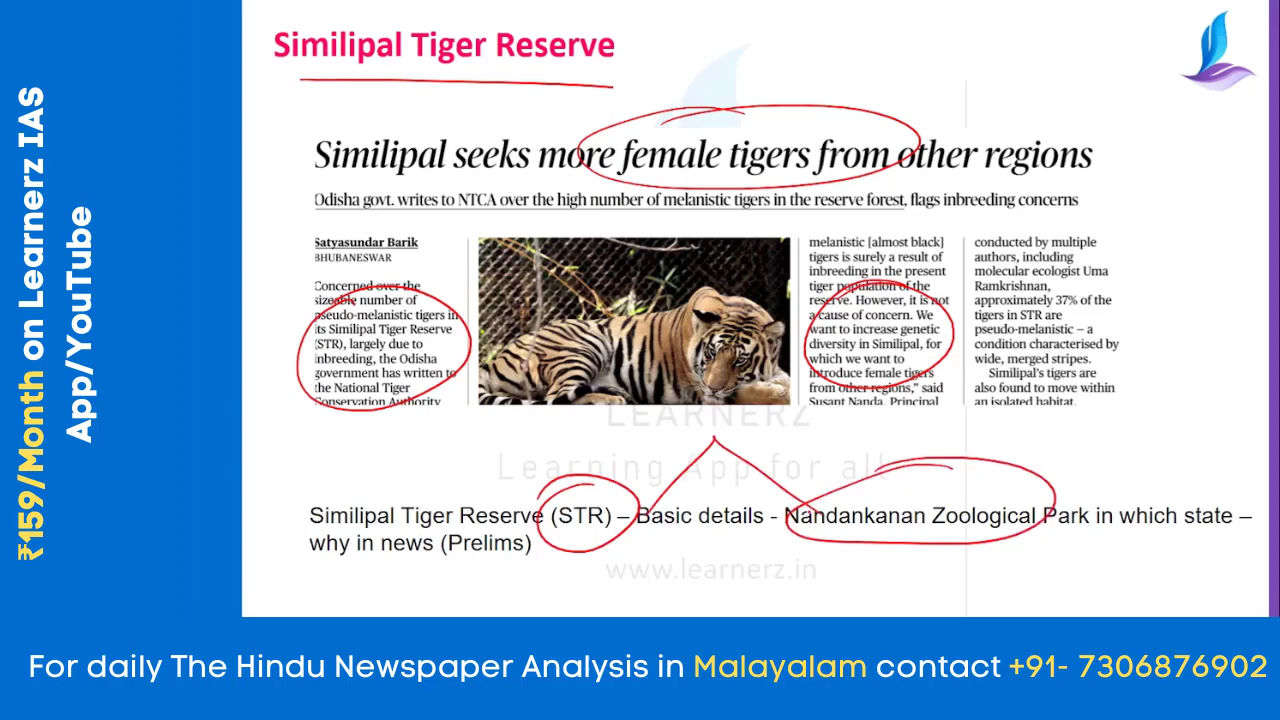 ₹159/Month on Learnerz IAS
App/YouTube
Similipal Tiger Reserve
Similipal seeks more female tigers from other regions
Odisha govt. writes to NTCA over the high number of melanistic tigers in the reserve forest, flags inbreeding concerns
Satyasundar Barik
BHUBANESWAR
Concerned over the
sizeable number of
pseudo-melanistic tigers in
its Similipal Tiger Reserve
(STR), largely due to
inbreeding, the Odisha
government has written to
the National Tiger
Conservation Authority
melanistic [almost black]
tigers is surely a result of
inbreeding in the present
tiger population of the
reserve. However, it is not
a cause of concern. We
want to increase genetic
diversity in Similipal, for
which we want to
introduce female tigers
from other regions,” said
Susant Nanda, Principal
conducted by multiple
authors, including
molecular ecologist Uma
Ramkrishnan,
approximately 37% of the
tigers in STR are
pseudo-melanistic – a
condition characterised by
wide, merged stripes.
Similipal's tigers are
also found to move within
an isolated habitat.
LEARNERZ
Learning App for all
Similipal Tiger Reserve (STR) – Basic details - Nandankanan Zoological Park in which state –
why in news (Prelims)
www.learnerz.in
For daily The Hindu Newspaper Analysis in Malayalam contact +91- 7306876902